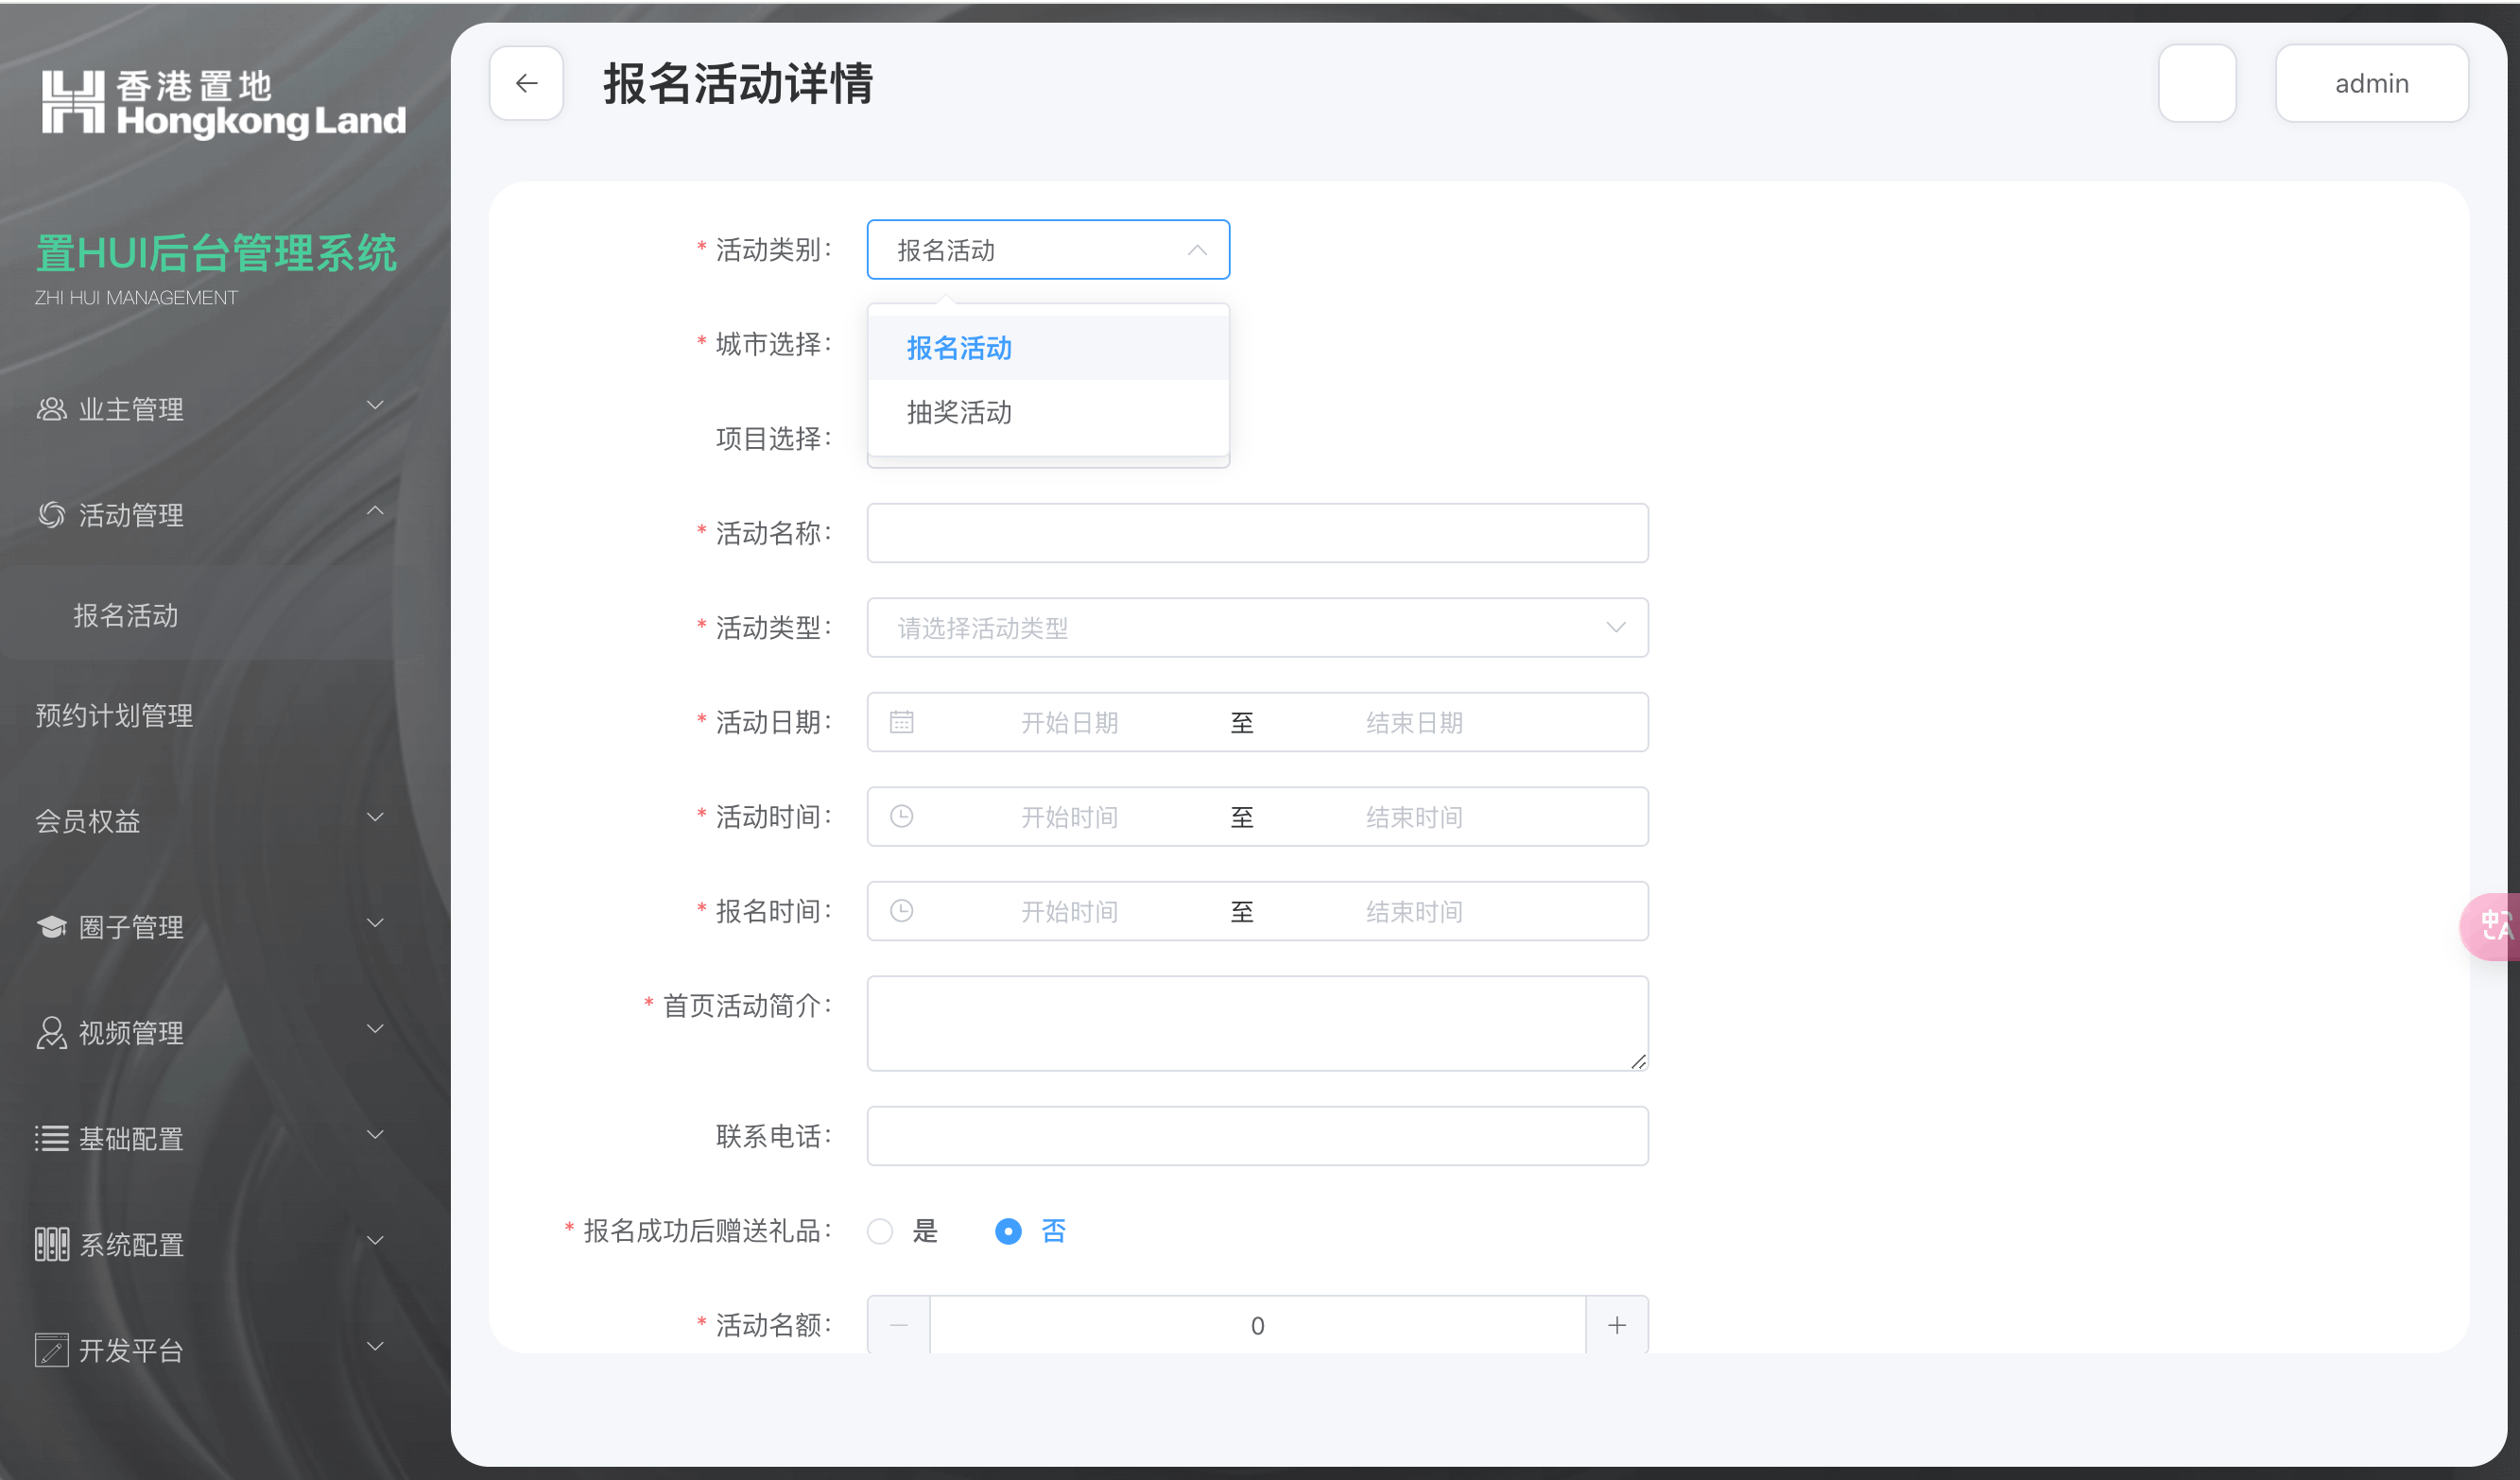 香港置地
Hongkong Land
置HUI后台管理系统
ZHI HUI MANAGEMENT
业主管理
活动管理
报名活动
预约计划管理
会员权益
圈子管理
视频管理
基础配置
系统配置
开发平台
报名活动详情
admin
* 活动类别: 报名活动
报名活动
抽奖活动
* 城市选择:
项目选择:
* 活动名称:
* 活动类型: 请选择活动类型
* 活动日期: 开始日期 至 结束日期
* 活动时间: 开始时间 至 结束时间
* 报名时间: 开始时间 至 结束时间
* 首页活动简介:
联系电话:
* 报名成功后赠送礼品: 是 否
* 活动名额: 0
中A